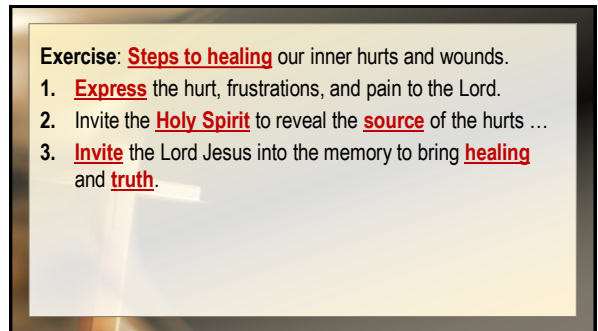 Exercise: Steps to healing our inner hurts and wounds.
1. Express the hurt, frustrations, and pain to the Lord.
2. Invite the Holy Spirit to reveal the source of the hurts …
3. Invite the Lord Jesus into the memory to bring healing
and truth.